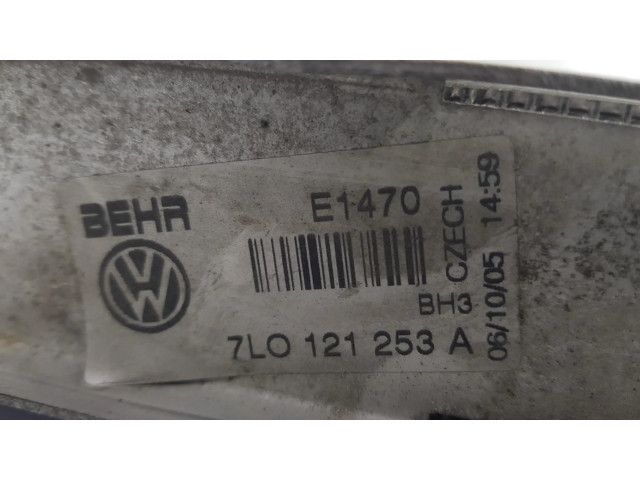 BEHR
E1470
BH3
7L0 121 253 A
CZECH
06/10/05 14:59